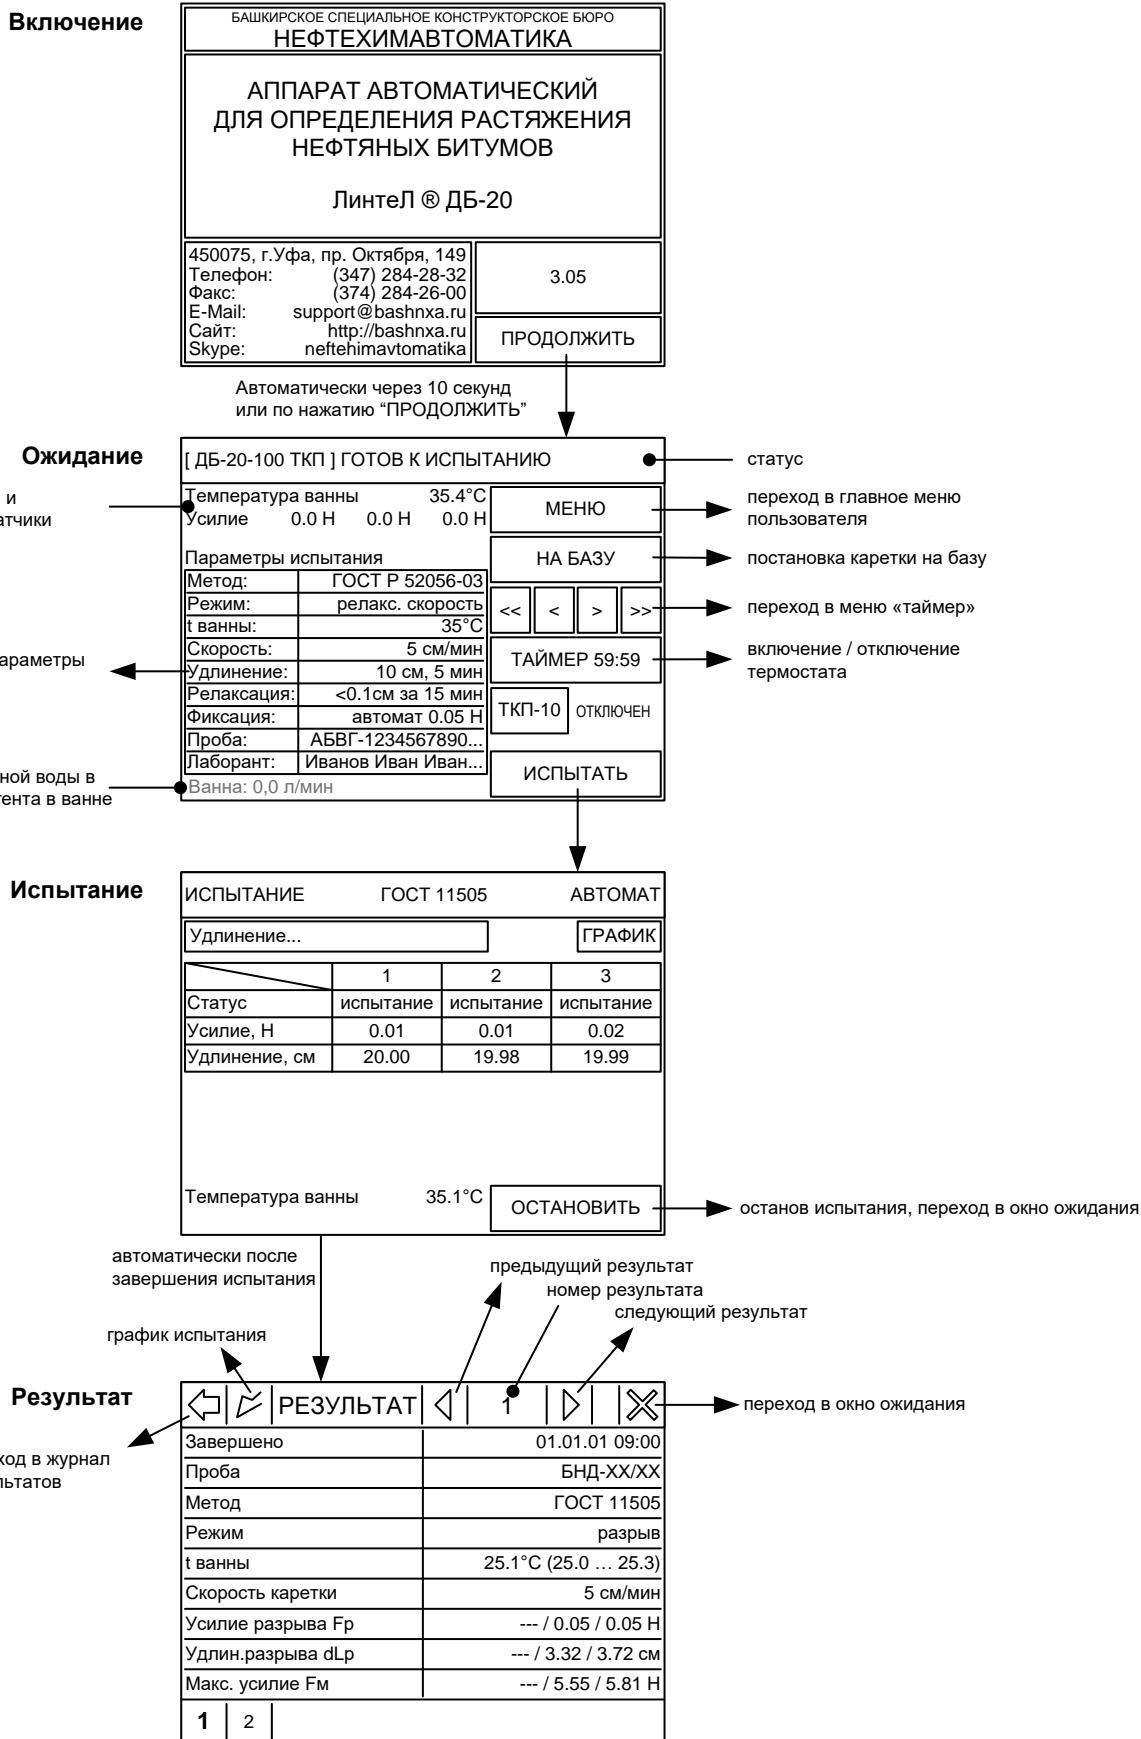 Включение
БАШКИРСКОЕ СПЕЦИАЛЬНОЕ КОНСТРУКТОРСКОЕ БЮРО
НЕФТЕХИМАВТОМАТИКА
АППАРАТ АВТОМАТИЧЕСКИЙ
ДЛЯ ОПРЕДЕЛЕНИЯ РАСТЯЖЕНИЯ
НЕФТЯНЫХ БИТУМОВ
ЛинтеЛ ® ДБ-20
450075, г.Уфа, пр. Октября, 149
Телефон: (347) 284-28-32
Факс: (374) 284-26-00
E-Mail: support@bashnxa.ru
Сайт: http://bashnxa.ru
Skype: neftehimavtomatika
3.05
ПРОДОЛЖИТЬ
Автоматически через 10 секунд
или по нажатию “ПРОДОЛЖИТЬ”
Ожидание
[ ДБ-20-100 ТКП ] ГОТОВ К ИСПЫТАНИЮ
статус
и
атчики
Температура ванны 35.4°C
Усилие 0.0 Н 0.0 Н 0.0 Н
МЕНЮ
переход в главное меню
пользователя
Параметры испытания
НА БАЗУ
постановка каретки на базу
Метод: ГОСТ Р 52056-03
Режим: релакс. скорость
t ванны: 35°C
Скорость: 5 см/мин
Удлинение: 10 см, 5 мин
Релаксация: <0.1см за 15 мин
Фиксация: автомат 0.05 Н
Проба: АБВГ-1234567890...
Лаборант: Иванов Иван Иван...
Ванна: 0,0 л/мин
<< < > >>
переход в меню «таймер»
ТАЙМЕР 59:59
включение / отключение
термостата
ТКП-10 ОТКЛЮЧЕН
ИСПЫТАТЬ
араметры
ной воды в
гента в ванне
Испытание
ИСПЫТАНИЕ ГОСТ 11505 АВТОМАТ
Удлинение... ГРАФИК
1 2 3
Статус испытание испытание испытание
Усилие, Н 0.01 0.01 0.02
Удлинение, см 20.00 19.98 19.99
Температура ванны 35.1°C
ОСТАНОВИТЬ
останов испытания, переход в окно ожидания
автоматически после
завершения испытания
предыдущий результат
номер результата
следующий результат
график испытания
Результат
РЕЗУЛЬТАТ 1
переход в окно ожидания
ход в журнал
льтатов
Завершено 01.01.01 09:00
Проба БНД-XX/XX
Метод ГОСТ 11505
Режим разрыв
t ванны 25.1°C (25.0 … 25.3)
Скорость каретки 5 см/мин
Усилие разрыва Fр --- / 0.05 / 0.05 Н
Удлин.разрыва dLр --- / 3.32 / 3.72 см
Макс. усилие Fм --- / 5.55 / 5.81 Н
1 2